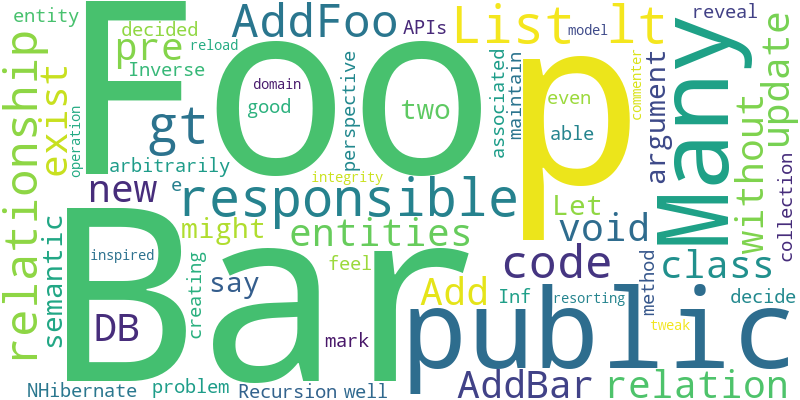 entity
decided
AddFoo
APIs
List
lt
reveal
pre
reload
model
Inverse
Foo
p
Many
update
relationship
exist
domain
good
two
even
able
perspective
associated
maintain
commenter
argument
without
collection
operation
gt
arbitrarily
integrity
new
e
responsible
Let
void
semantic
inspired
might
entities
feel
code
class
DB
Bar
creating
say
mark
Add
public
Inf
resorting
method
decide
tweak
NHibernate
problem
Recursion
well
AddBar
relation